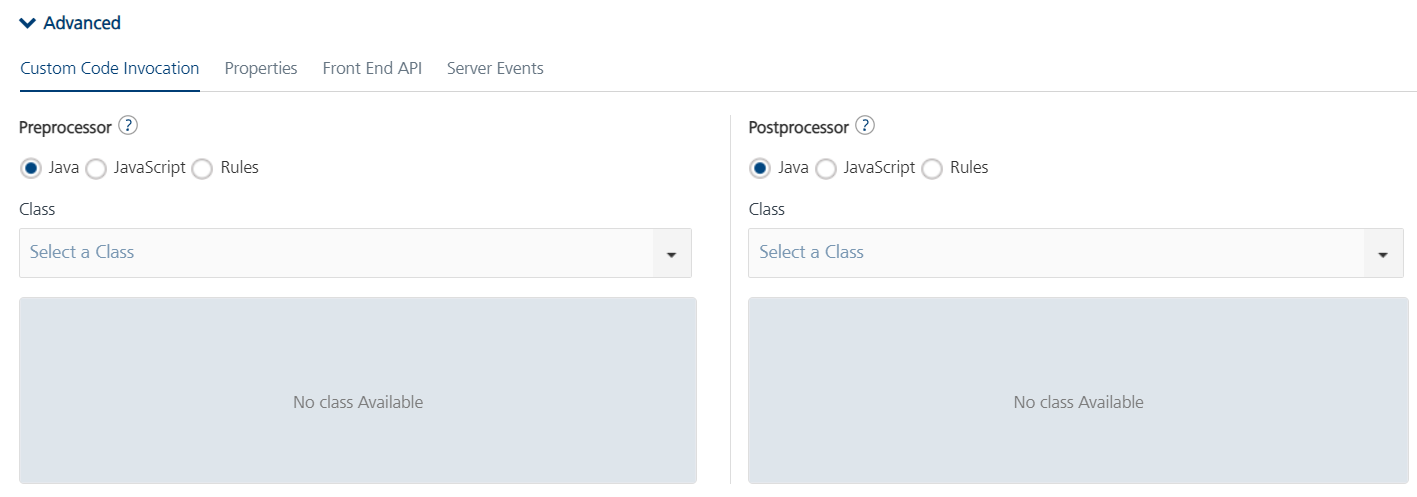 Advanced
Custom Code Invocation Properties Front End API Server Events
Preprocessor ?
Java JavaScript Rules
Class
Select a Class
No class Available
Postprocessor ?
Java JavaScript Rules
Class
Select a Class
No class Available